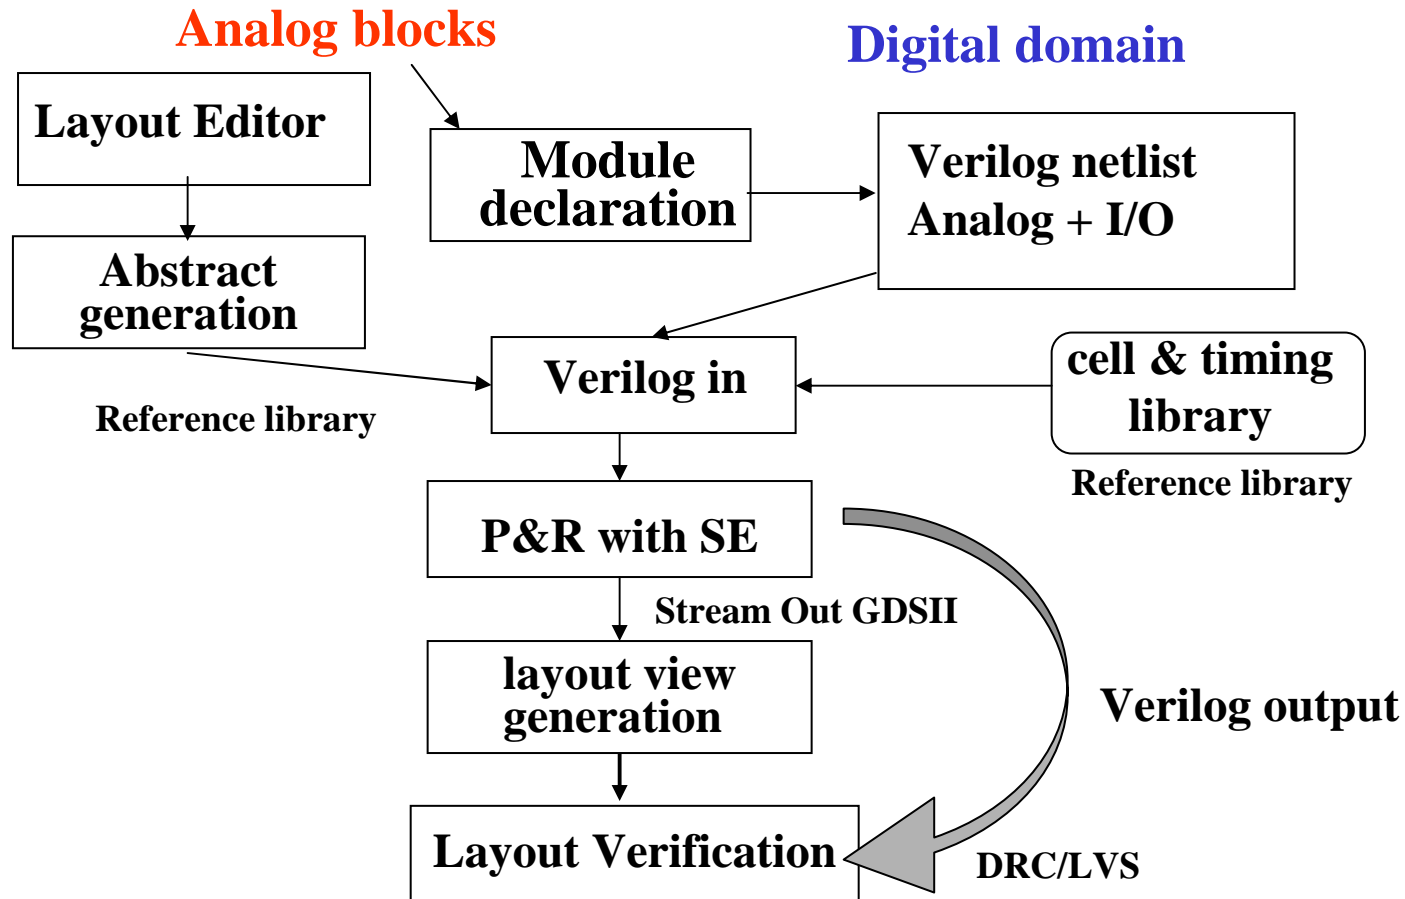 Analog blocks
Digital domain
Layout Editor
Module
declaration
Verilog netlist
Analog + I/O
Abstract
generation
Verilog in
cell & timing
library
Reference library
Reference library
P&R with SE
Stream Out GDSII
layout view
generation
Verilog output
Layout Verification
DRC/LVS